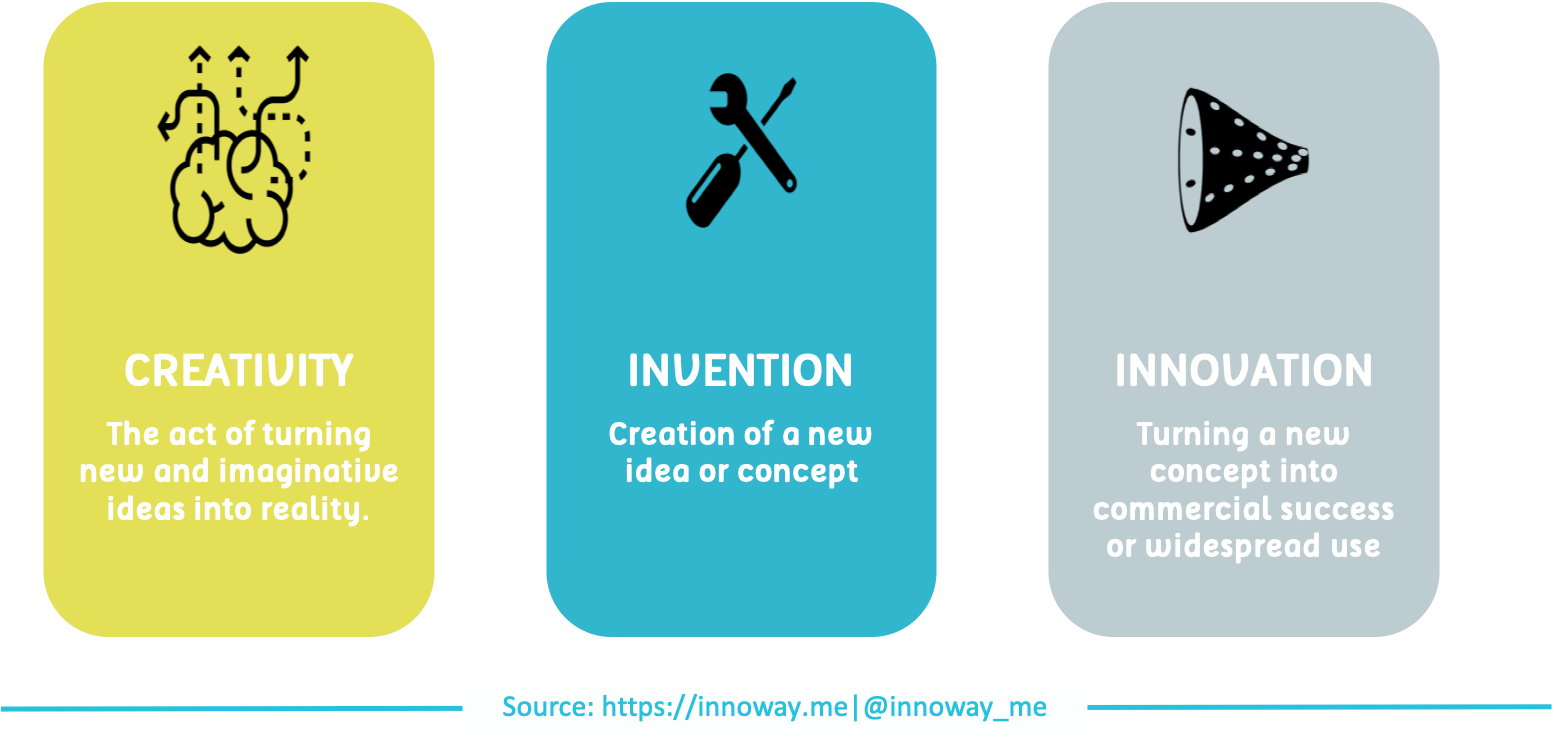 CREATIVITY
The act of turning
new and imaginative
ideas into reality.
INVENTION
Creation of a new
idea or concept
INNOVATION
Turning a new
concept into
commercial success
or widespread use
Source: https://innoway.me|@innoway_me